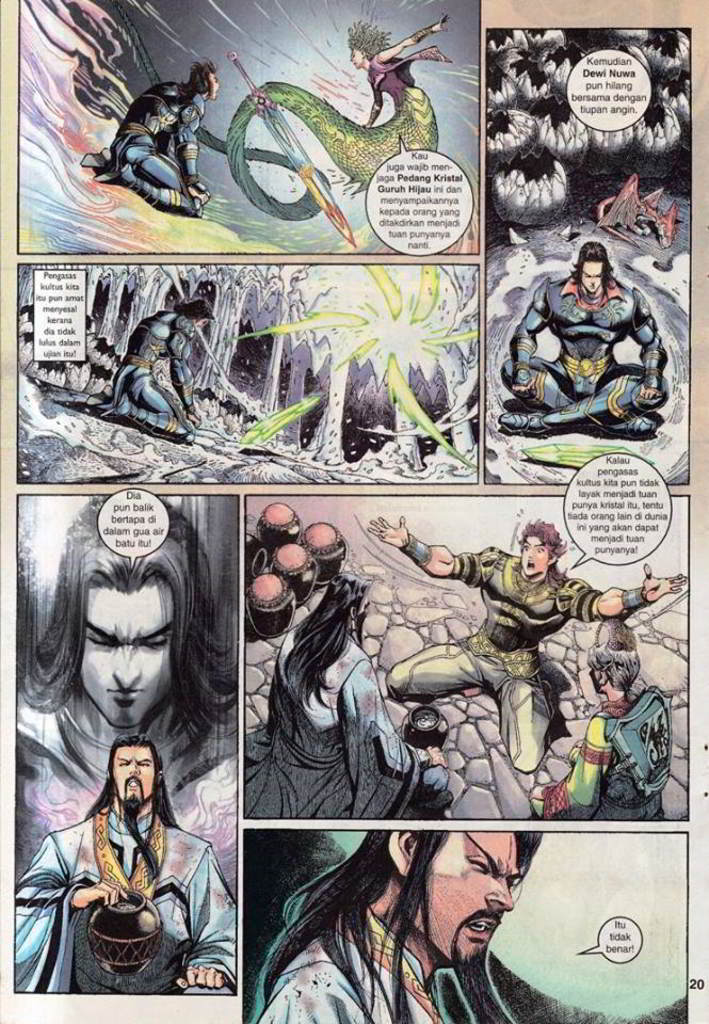 Kau
juga wajib men-
jaga Pedang Kristal
Guruh Hijau ini dan
menyampaikannya
kepada orang yang
ditakdirkan menjadi
tuan punyanya
nanti.
Kemudian
Dewi Nuwa
pun hilang
bersama dengan
tiupan angin.
Pengasas
kultus kita
itu pun amat
menyesal
kerana
dia tidak
lulus dalam
ujian itu!
Dia
pun balik
bertapa di
dalam gua air
batu itu!
Kalau
pengasas
kultus kita pun tidak
layak menjadi tuan
punya kristal itu, tentu
tiada orang lain di dunia
ini yang akan dapat
menjadi tuan
punyanya!
Itu
tidak
benar!
20